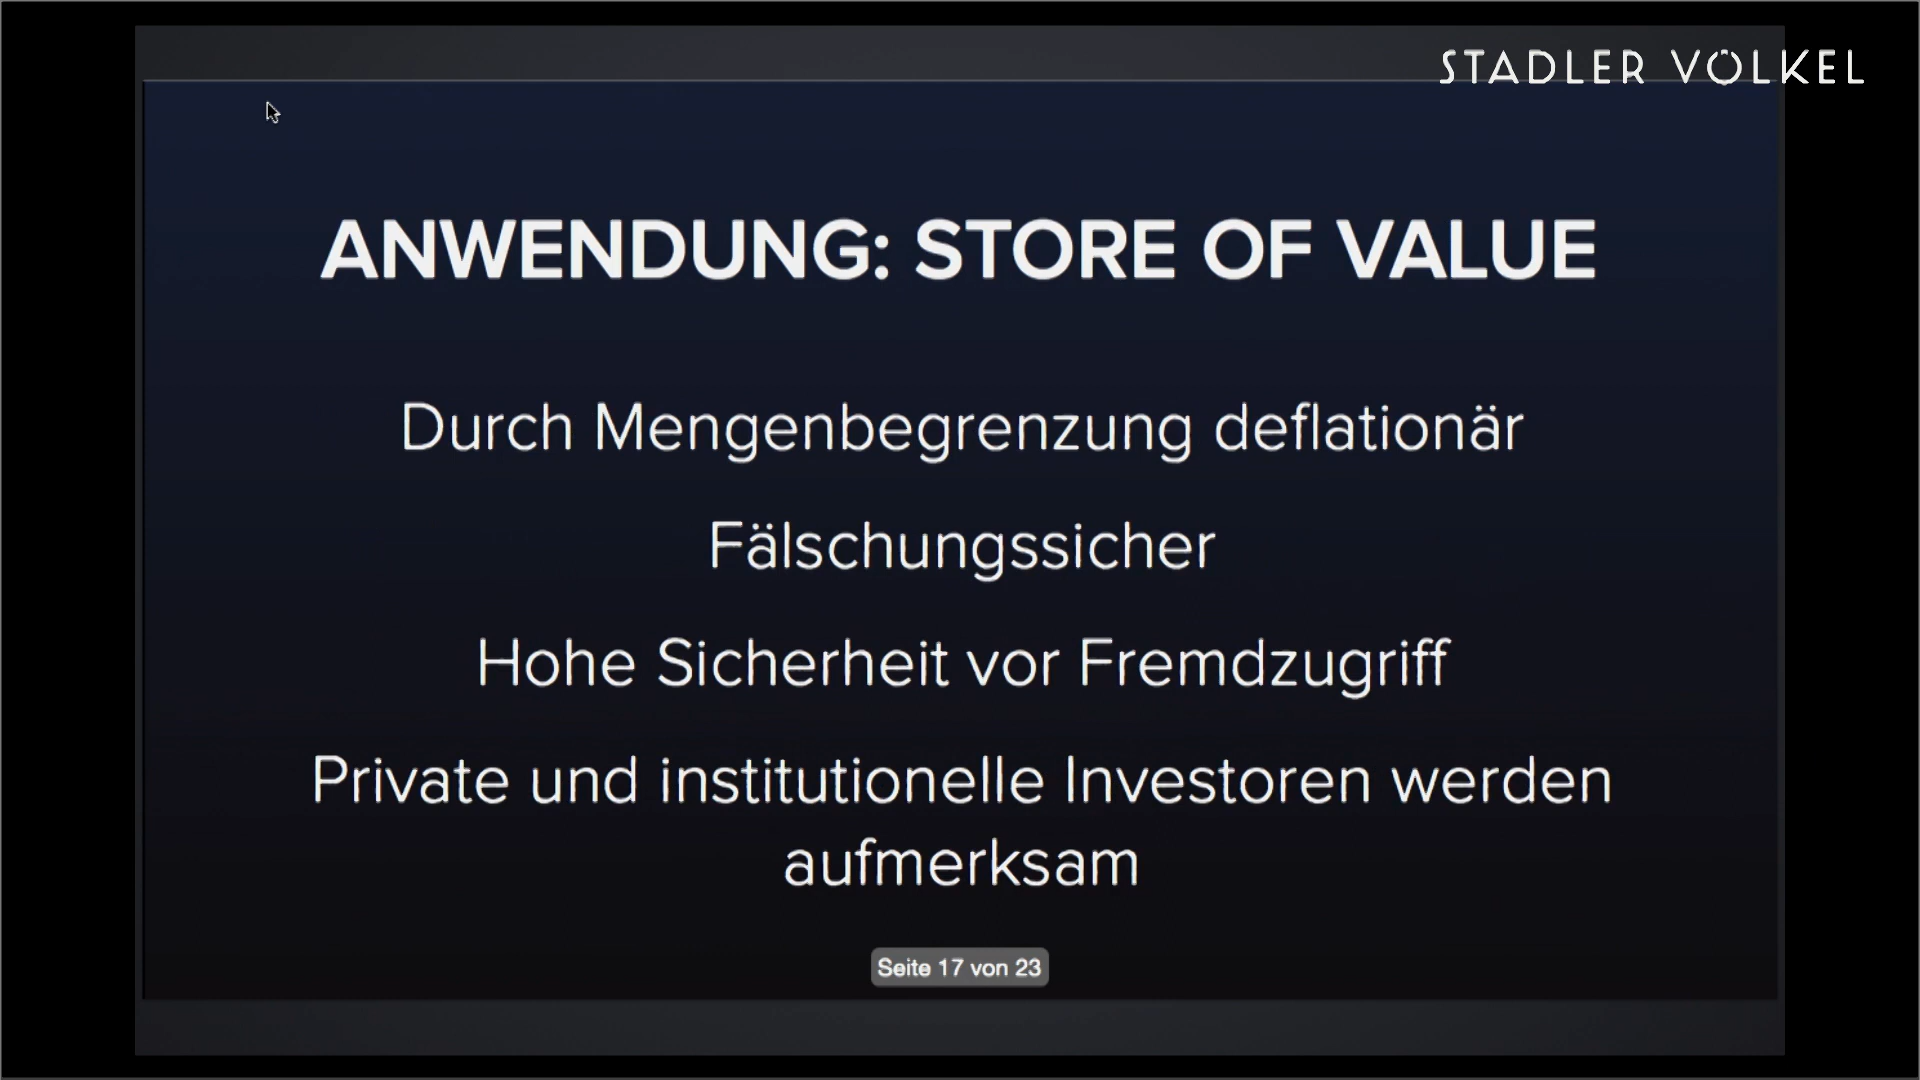 STADLER VÖLKEL
ANWENDUNG: STORE OF VALUE
Durch Mengenbegrenzung deflationär
Fälschungssicher
Hohe Sicherheit vor Fremdzugriff
Private und institutionelle Investoren werden
aufmerksam
Seite 17 von 23